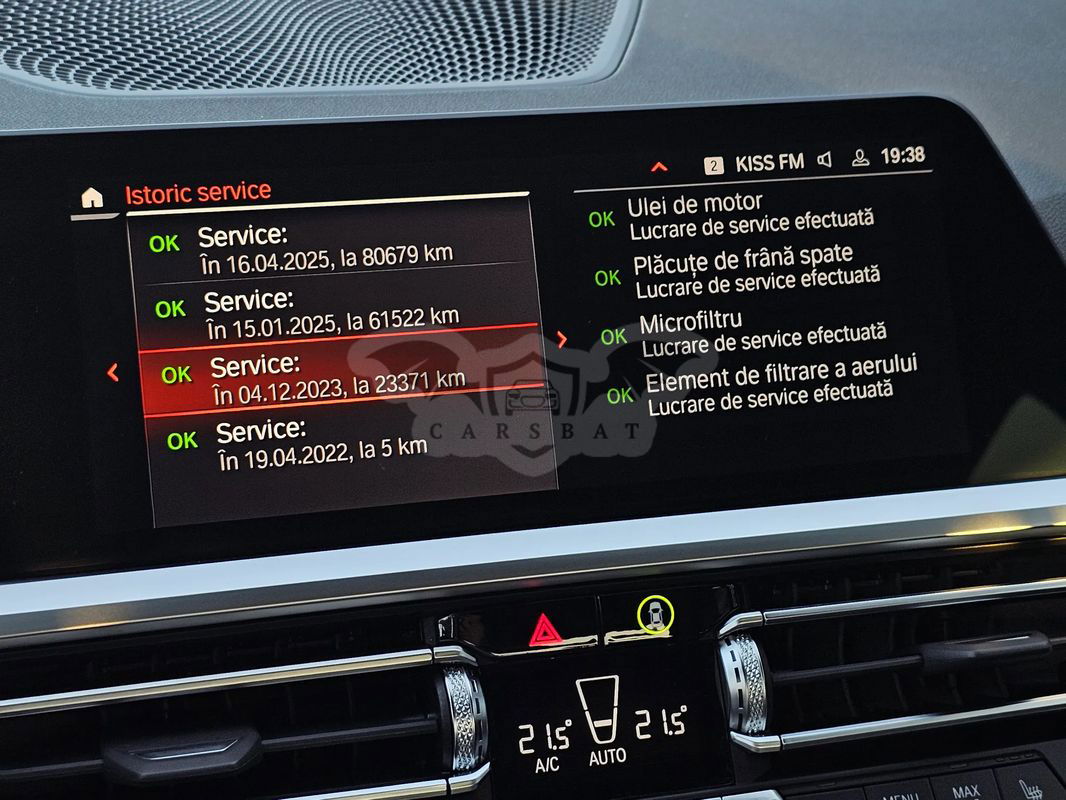 2 KISS FM 19:38
Istoric service
OK Service:
În 16.04.2025, la 80679 km
OK Service:
În 15.01.2025, la 61522 km
OK Service:
În 04.12.2023, la 23371 km
OK Service:
În 19.04.2022, la 5 km
OK Ulei de motor
Lucrare de service efectuată
OK Plăcuțe de frână spate
Lucrare de service efectuată
OK Microfiltru
Lucrare de service efectuată
OK Element de filtrare a aerului
Lucrare de service efectuată
CARSBAT
21.5° 21.5°
A/C AUTO
MENU MAX